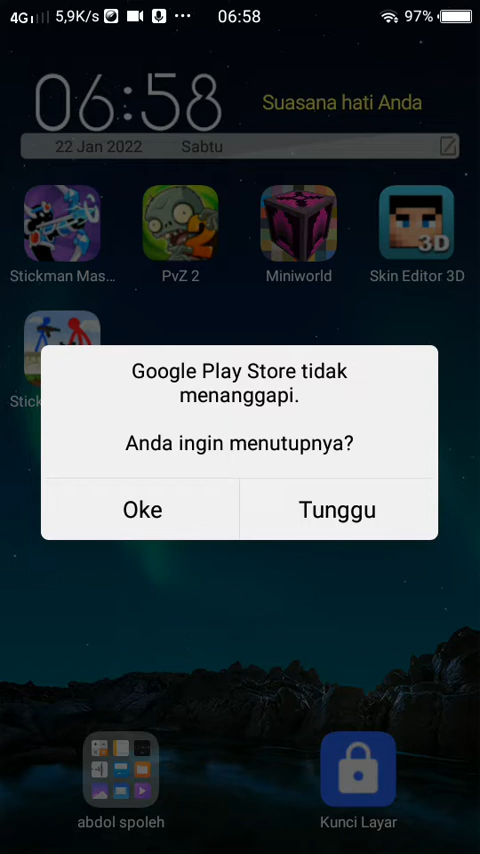 4G 5,9K/s 06:58 97%
06:58
Suasana hati Anda
22 Jan 2022 Sabtu
Stickman Mas... PvZ 2 Miniworld Skin Editor 3D
3D
Stick
Google Play Store tidak
menanggapi.
Anda ingin menutupnya?
Oke Tunggu
abdol spoleh Kunci Layar